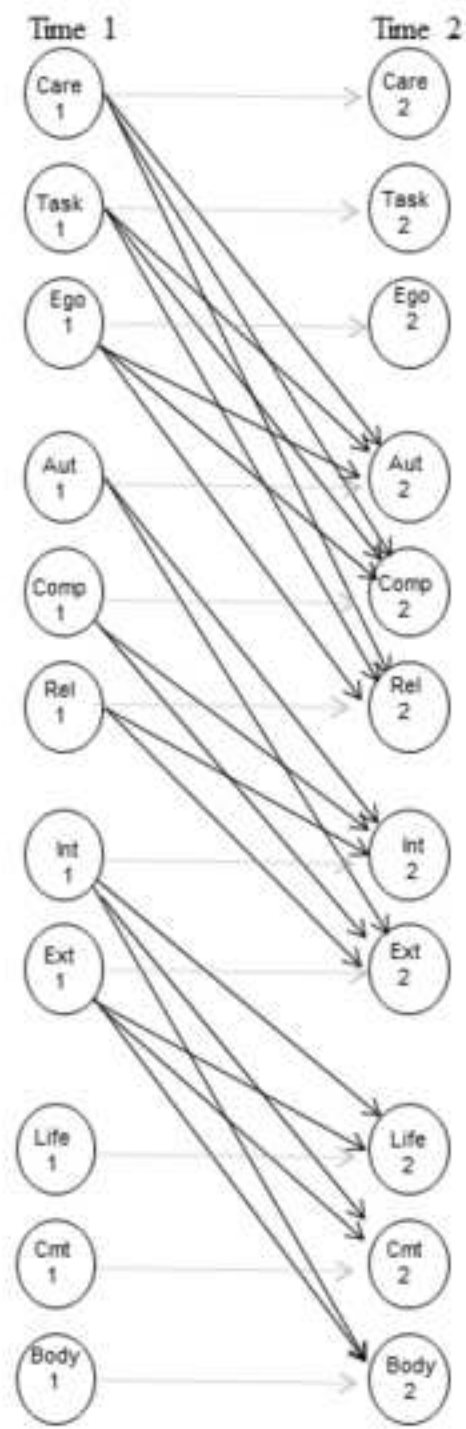 Time 1 Time 2
Care Care
1 2
Task Task
1 2
Ego Ego
1 2
Aut Aut
1 2
Comp Comp
1 2
Rel Rel
1 2
Int Int
1 2
Ext Ext
1 2
Life Life
1 2
Cmt Cmt
1 2
Body Body
1 2